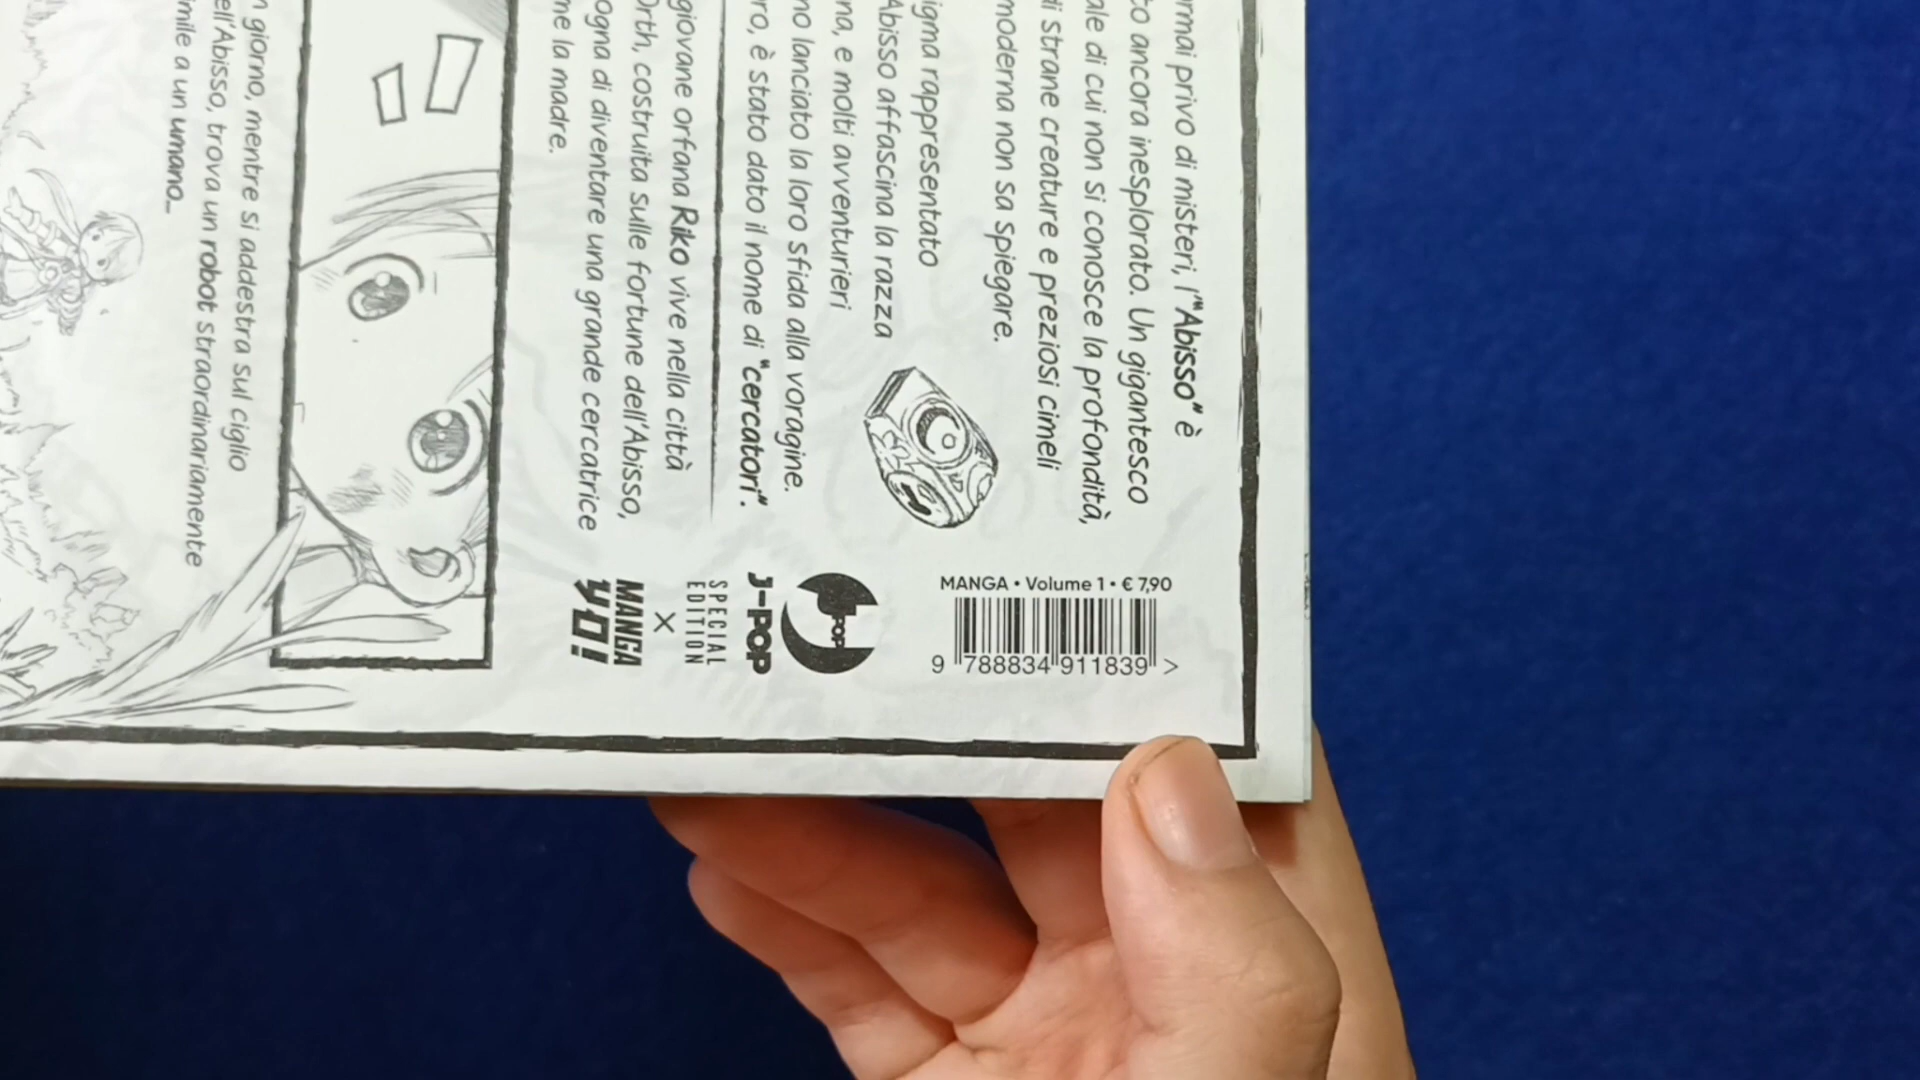 rmai privo di misteri, l'"Abisso" è
to ancora inesplorato. Un gigantesco
ale di cui non si conosce la profondità,
di strane creature e preziosi cimeli
moderna non sa spiegare.
igma rappresentato
Abisso affascina la razza
na, e molti avventurieri
no lanciato la loro sfida alla voragine.
ro, è stato dato il nome di "cercatori".
giovane orfana Riko vive nella città
Orth, costruita sulle fortune dell'Abisso,
ogna di diventare una grande cercatrice
me la madre.
n giorno, mentre si addestra sul ciglio
ell'Abisso, trova un robot straordinariamente
imile a un umano...
MANGA • Volume 1 • € 7,90
9 788834 911839 >
J-POP
J-POP
SPECIAL
EDITION
X
MANGA
YO!